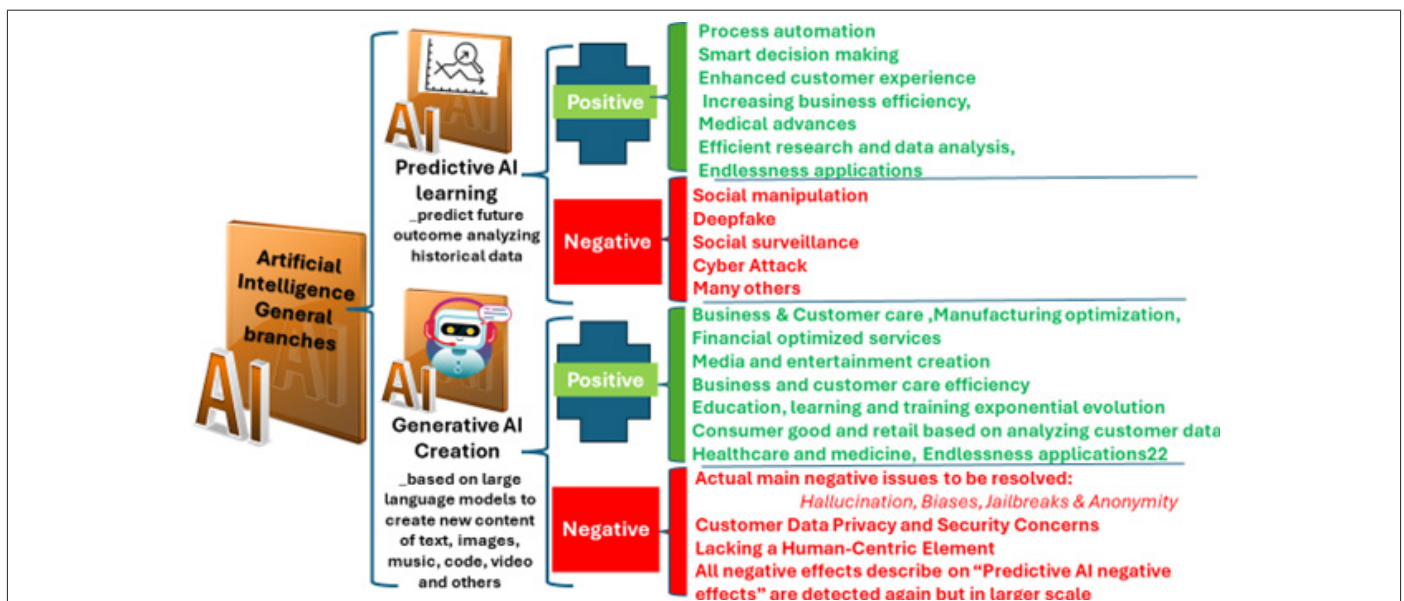 Artificial
Intelligence
General
branches
AI
AI
Predictive AI
learning
_predict future
outcome analyzing
historical data
Positive
Process automation
Smart decision making
Enhanced customer experience
Increasing business efficiency,
Medical advances
Efficient research and data analysis,
Endlessness applications
Negative
Social manipulation
Deepfake
Social surveillance
Cyber Attack
Many others
AI
Generative AI
Creation
_based on large
language models to
create new content
of text, images,
music, code, video
and others
Positive
Business & Customer care ,Manufacturing optimization,
Financial optimized services
Media and entertainment creation
Business and customer care efficiency
Education, learning and training exponential evolution
Consumer good and retail based on analyzing customer data
Healthcare and medicine, Endlessness applications22
Negative
Actual main negative issues to be resolved:
Hallucination, Biases, Jailbreaks & Anonymity
Customer Data Privacy and Security Concerns
Lacking a Human-Centric Element
All negative effects describe on “Predictive AI negative
effects” are detected again but in larger scale